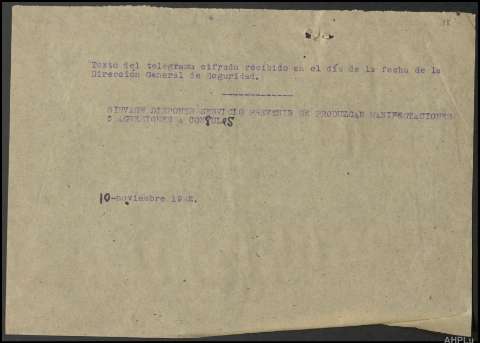 Texto del telegrama cifrado recibido en el día de la fecha de la
Dirección General de Seguridad.
SIRVASE DISPONER SERVICIO PREVENIR SE PRODUZCAN MANIFESTACIONES
O AGRESIONES A CONSULES
10-noviembre
AHPLu